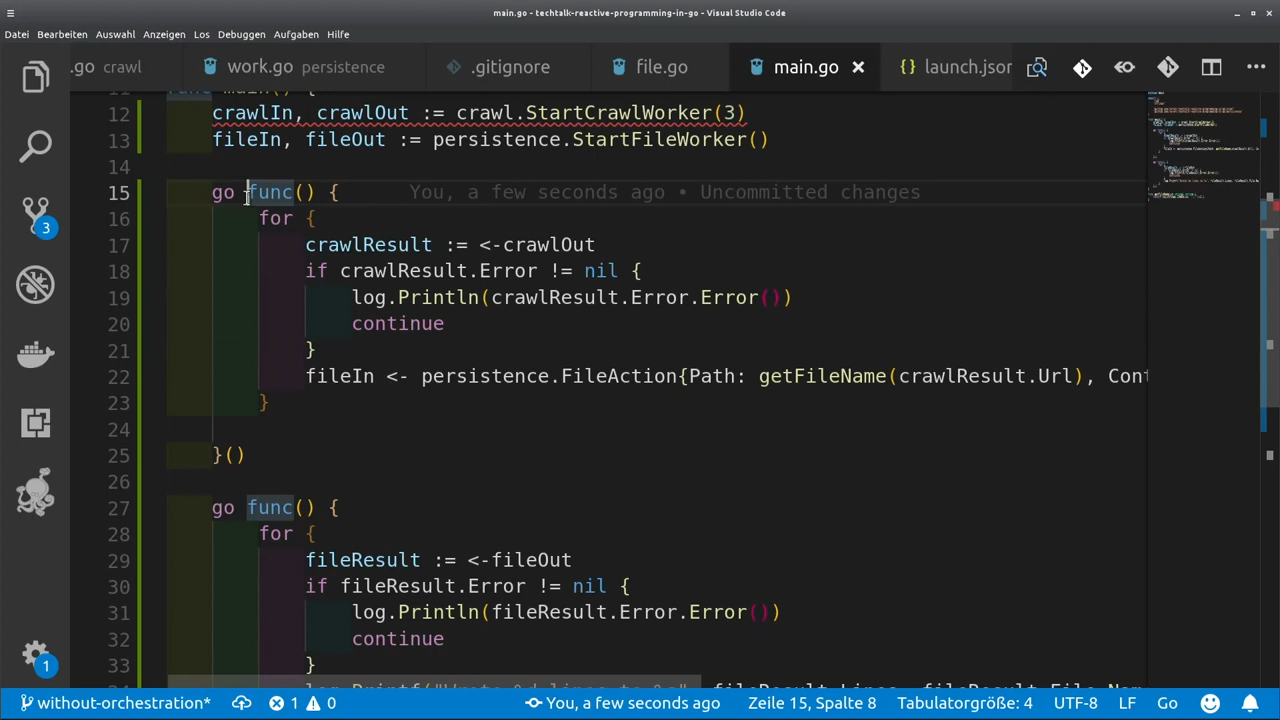 main.go - techtalk-reactive-programming-in-go - Visual Studio Code
Datei Bearbeiten Auswahl Anzeigen Los Debuggen Aufgaben Hilfe
.go crawl work.go persistence .gitignore file.go main.go {} launch.json
12 crawlIn, crawlOut := crawl.StartCrawlWorker(3)
13 fileIn, fileOut := persistence.StartFileWorker()
14
15 go func() { You, a few seconds ago • Uncommitted changes
16 for {
17 crawlResult := <-crawlOut
18 if crawlResult.Error != nil {
19 log.Println(crawlResult.Error.Error())
20 continue
21 }
22 fileIn <- persistence.FileAction{Path: getFileName(crawlResult.Url), Cont
23 }
24
25 }()
26
27 go func() {
28 for {
29 fileResult := <-fileOut
30 if fileResult.Error != nil {
31 log.Println(fileResult.Error.Error())
32 continue
33 }
3
1
without-orchestration* 1 0 You, a few seconds ago Zeile 15, Spalte 8 Tabulatorgröße: 4 UTF-8 LF Go